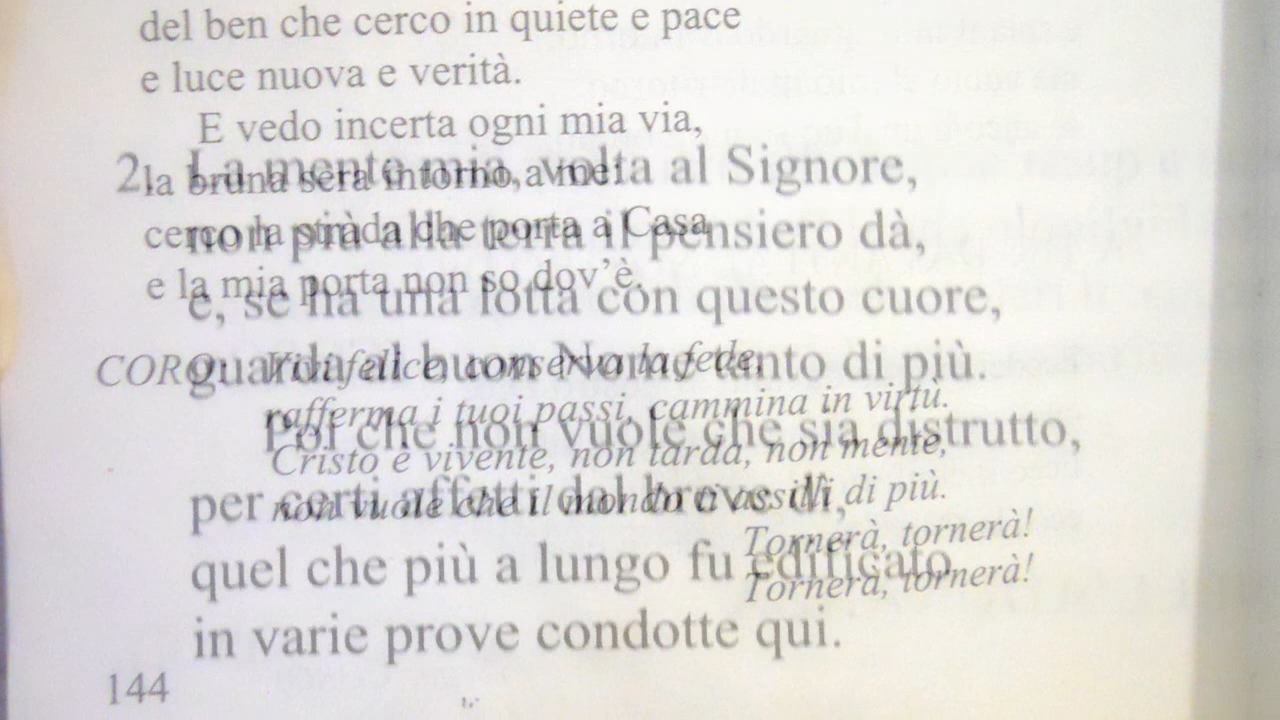 del ben che cerco in quiete e pace
e luce nuova e verità.
E vedo incerta ogni mia via,
2. La mente mia, volta al Signore,
la bruna sera intorno a me:
non più alla terra il pensiero dà,
cerco la strada che porta a Casa
e la mia porta non so dov'è.
e, se ha una lotta con questo cuore,
CORO: Vivi felice, conserva la fede,
guarda al buon Nome tanto di più.
rafferma i tuoi passi, cammina in virtù.
Poi che non vuole che sia distrutto,
Cristo è vivente, non tarda, non mente,
per certi affetti del breve dì,
non vuole che il mondo ti assilli di più.
Tornerà, tornerà!
quel che più a lungo fu edificato
Tornerà, tornerà!
in varie prove condotte qui.
144